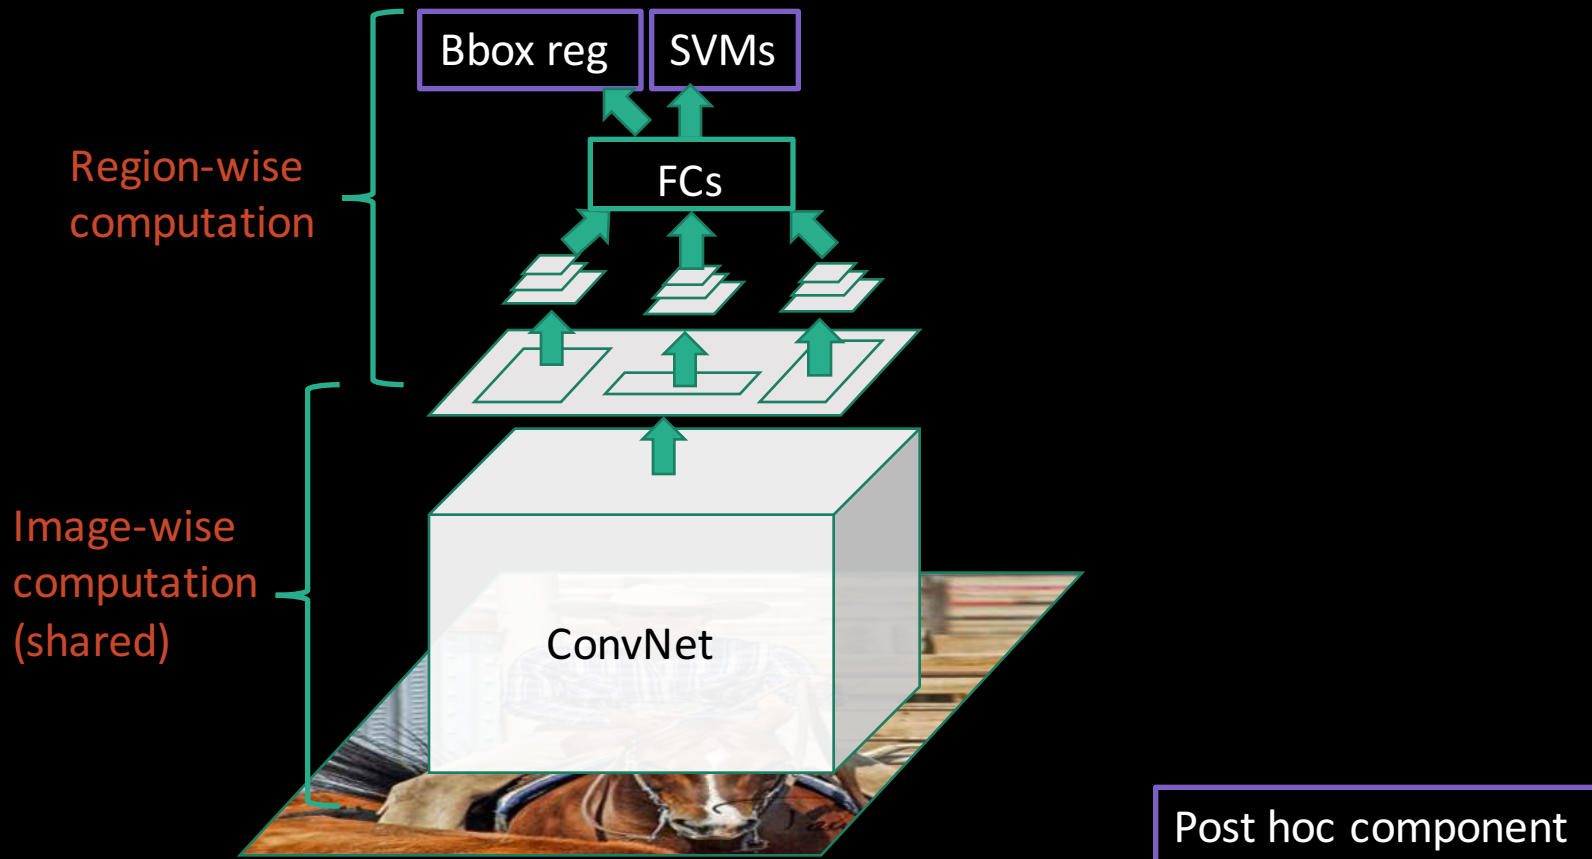 Bbox reg
SVMs
Region-wise
computation
FCs
Image-wise
computation
(shared)
ConvNet
Post hoc component